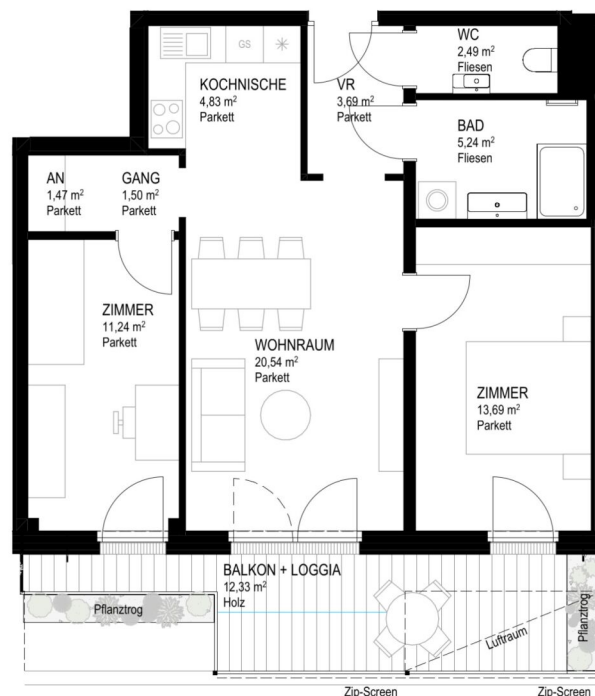 WC
2,49 m²
Fliesen
GS
KOCHNISCHE
4,83 m²
Parkett
VR
3,69 m²
Parkett
BAD
5,24 m²
Fliesen
AN
1,47 m²
Parkett
GANG
1,50 m²
Parkett
ZIMMER
11,24 m²
Parkett
WOHNRAUM
20,54 m²
Parkett
ZIMMER
13,69 m²
Parkett
BALKON + LOGGIA
12,33 m²
Holz
Pflanztrog
Luftraum
Pflanztrog
Zip-Screen
Zip-Screen